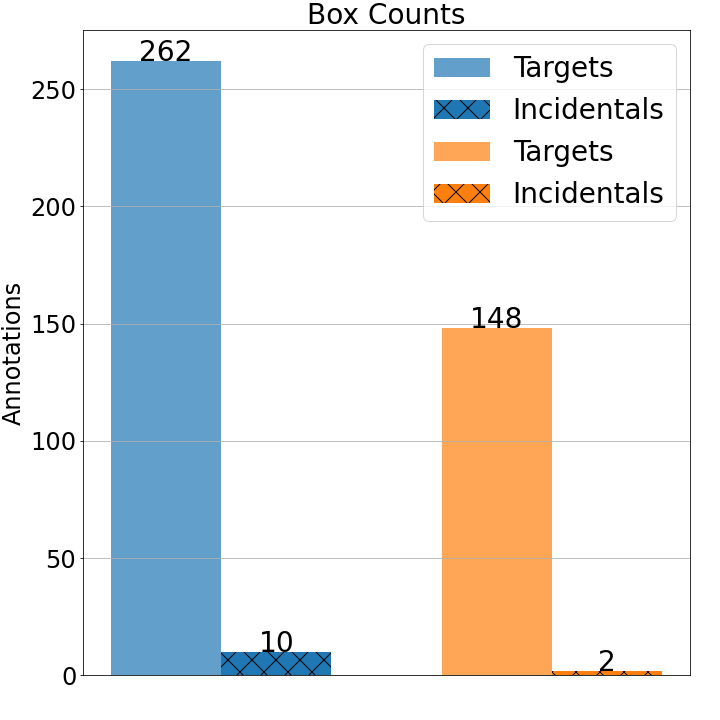 Box Counts
262
250
Targets
Incidentals
Targets
Incidentals
200
148
150
Annotations
100
50
10
2
0